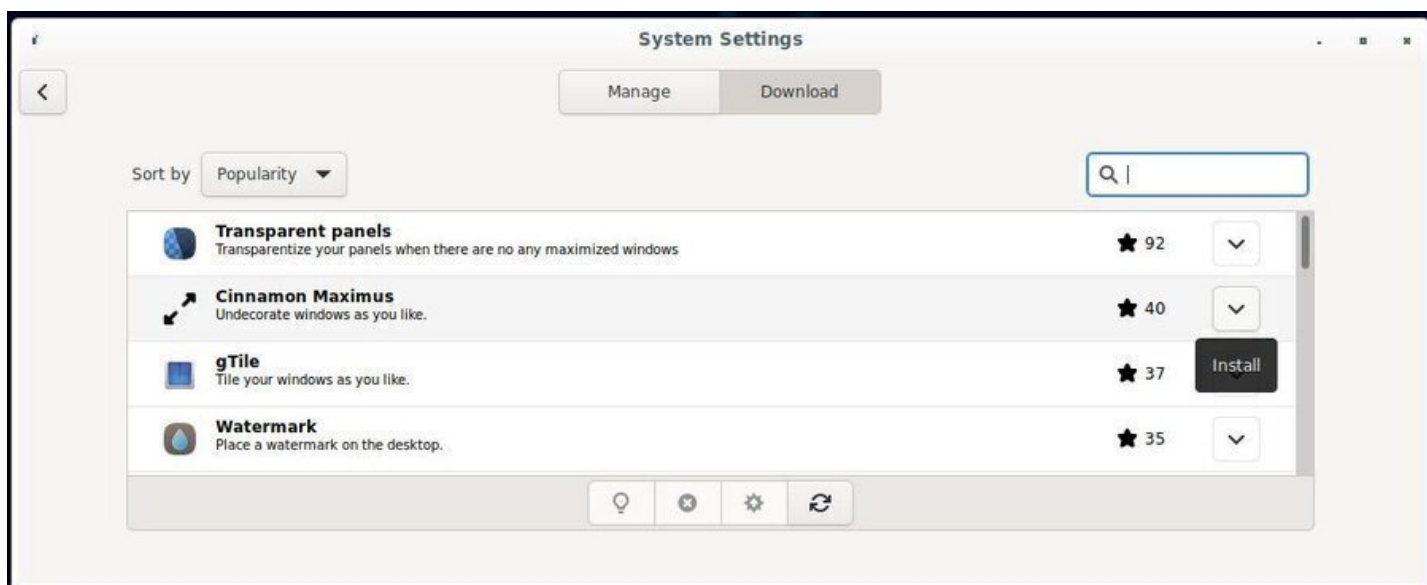 System Settings
Manage
Download
Sort by
Popularity
Transparent panels
Transparentize your panels when there are no any maximized windows
92
Cinnamon Maximus
Undecorate windows as you like.
40
gTile
Tile your windows as you like.
37
Install
Watermark
Place a watermark on the desktop.
35